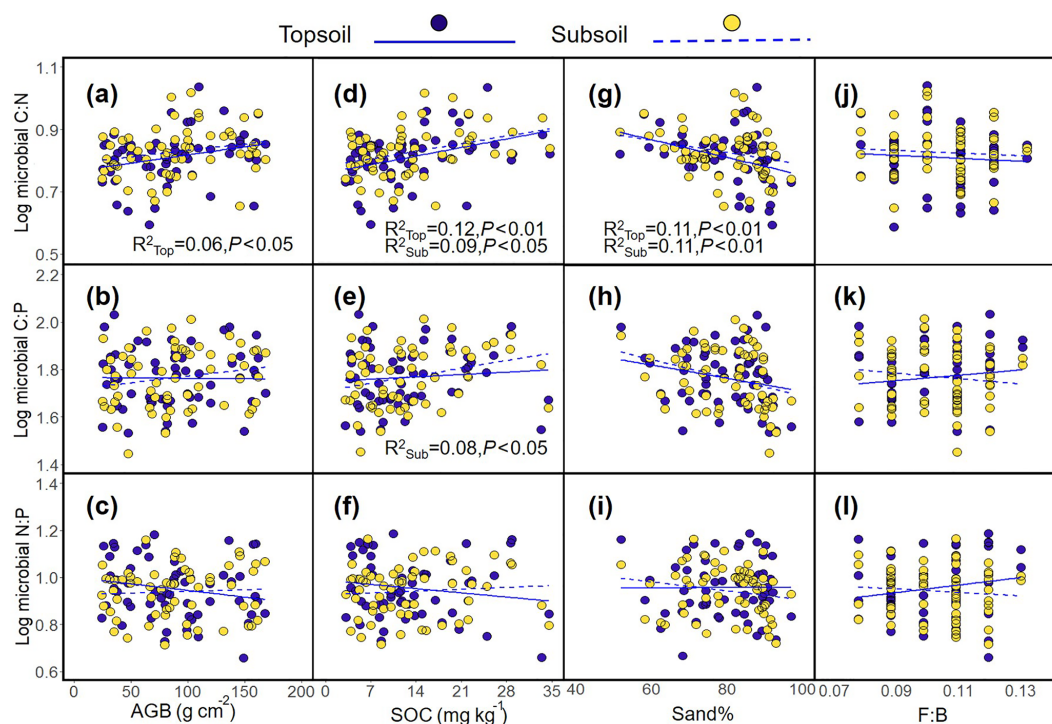 Topsoil Subsoil
Log microbial C:N
1.1
0.9
0.7
0.5
(a)
R²Top=0.06,P<0.05
(d)
R²Top=0.12,P<0.01
R²Sub=0.09,P<0.05
(g)
R²Top=0.11,P<0.01
R²Sub=0.11,P<0.01
(j)
Log microbial C:P
2.2
2.0
1.8
1.6
1.4
(b)
(e)
R²Sub=0.08,P<0.05
(h)
(k)
Log microbial N:P
1.4
1.2
1.0
0.8
0.6
(c)
(f)
(i)
(l)
0 50 100 150 200
0 7 14 21 28 35
40 60 80 100
0.07 0.09 0.11 0.13
AGB (g cm⁻²)
SOC (mg kg⁻¹)
Sand%
F:B